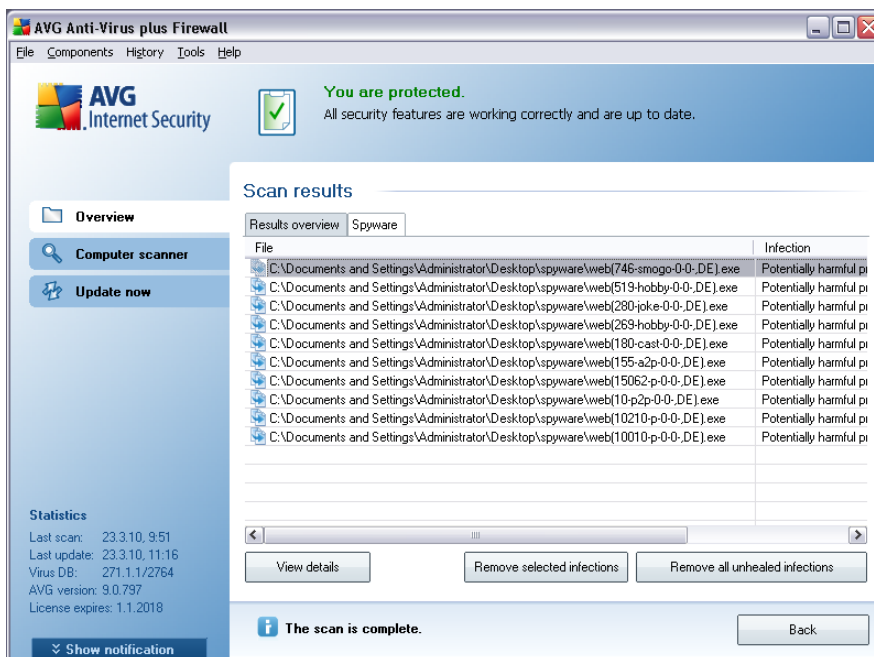 AVG Anti-Virus plus Firewall
File Components History Tools Help
AVG
Internet Security
You are protected.
All security features are working correctly and are up to date.
Overview
Computer scanner
Update now
Scan results
Results overview Spyware
File Infection
C:\Documents and Settings\Administrator\Desktop\spyware\web(746-smogo-0-0-,DE).exe Potentially harmful pr
C:\Documents and Settings\Administrator\Desktop\spyware\web(519-hobby-0-0-,DE).exe Potentially harmful pr
C:\Documents and Settings\Administrator\Desktop\spyware\web(280-joke-0-0-,DE).exe Potentially harmful pr
C:\Documents and Settings\Administrator\Desktop\spyware\web(269-hobby-0-0-,DE).exe Potentially harmful pr
C:\Documents and Settings\Administrator\Desktop\spyware\web(180-cast-0-0-,DE).exe Potentially harmful pr
C:\Documents and Settings\Administrator\Desktop\spyware\web(155-a2p-0-0-,DE).exe Potentially harmful pr
C:\Documents and Settings\Administrator\Desktop\spyware\web(15062-p-0-0-,DE).exe Potentially harmful pr
C:\Documents and Settings\Administrator\Desktop\spyware\web(10-p2p-0-0-,DE).exe Potentially harmful pr
C:\Documents and Settings\Administrator\Desktop\spyware\web(10210-p-0-0-,DE).exe Potentially harmful pr
C:\Documents and Settings\Administrator\Desktop\spyware\web(10010-p-0-0-,DE).exe Potentially harmful pr
View details Remove selected infections Remove all unhealed infections
Statistics
Last scan: 23.3.10, 9:51
Last update: 23.3.10, 11:16
Virus DB: 271.1.1/2764
AVG version: 9.0.797
License expires: 1.1.2018
Show notification
The scan is complete.
Back